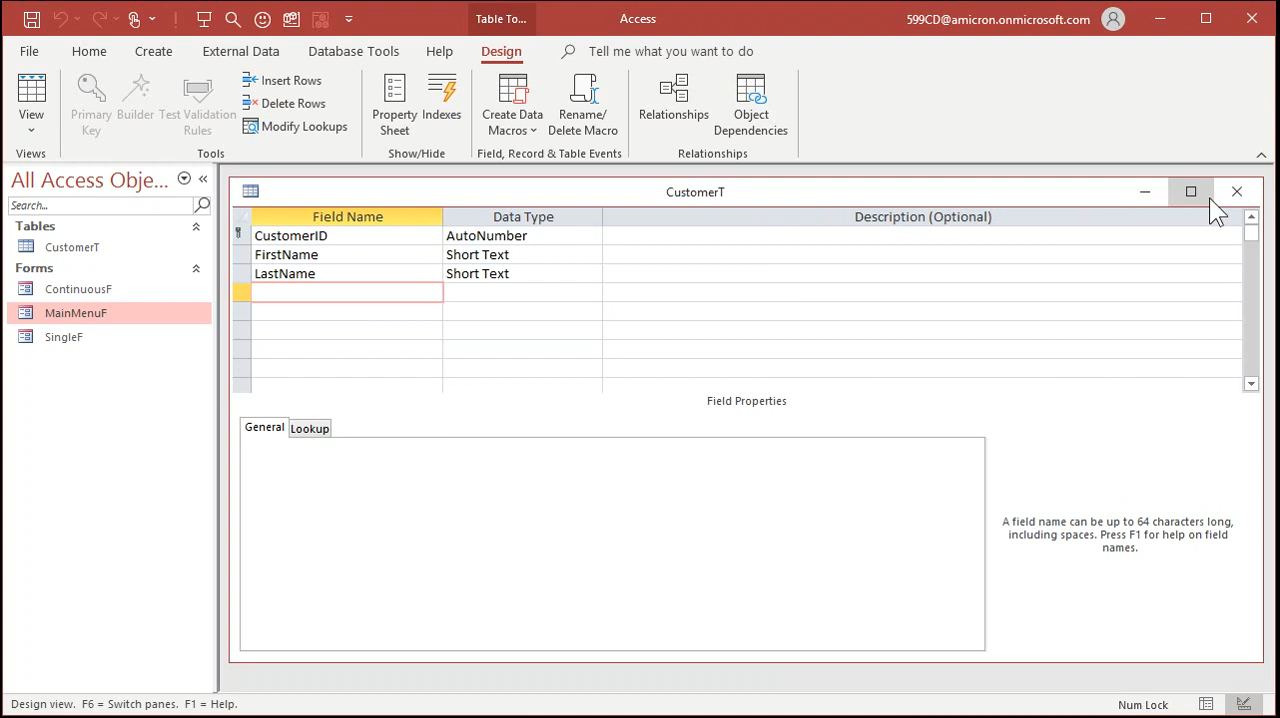 Table To...
Access
599CD@amicron.onmicrosoft.com
File
Home
Create
External Data
Database Tools
Help
Design
Tell me what you want to do
View
Primary Key
Builder
Test Validation Rules
Insert Rows
Delete Rows
Modify Lookups
Property Sheet
Indexes
Create Data Macros
Rename/ Delete Macro
Relationships
Object Dependencies
Views
Tools
Show/Hide
Field, Record & Table Events
Relationships
All Access Obje...
Search...
Tables
CustomerT
Forms
ContinuousF
MainMenuF
SingleF
CustomerT
Field Name Data Type Description (Optional)
CustomerID AutoNumber
FirstName Short Text
LastName Short Text
Field Properties
General Lookup
A field name can be up to 64 characters long,
including spaces. Press F1 for help on field
names.
Design view. F6 = Switch panes. F1 = Help.
Num Lock